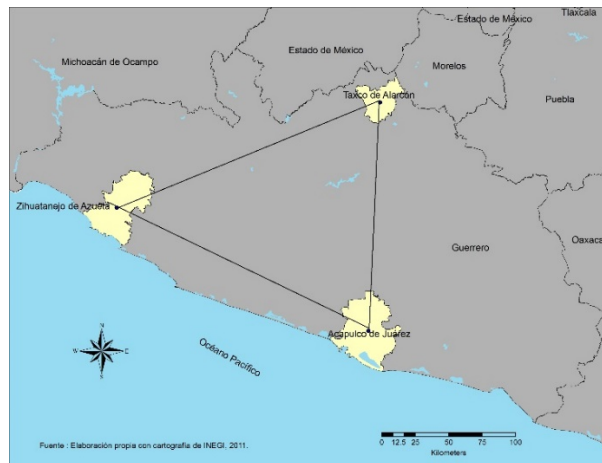 Tlaxcala
Estado de México
Estado de México
Michoacán de Ocampo
Morelos
Taxco de Alarcón
Puebla
Zihuatanejo de Azueta
Guerrero
Oaxaca
Acapulco de Juárez
N
W
E
S
Océano Pacífico
0 12.5 25 50 75 100
Kilometers
Fuente : Elaboración propia con cartografía de INEGI, 2011.